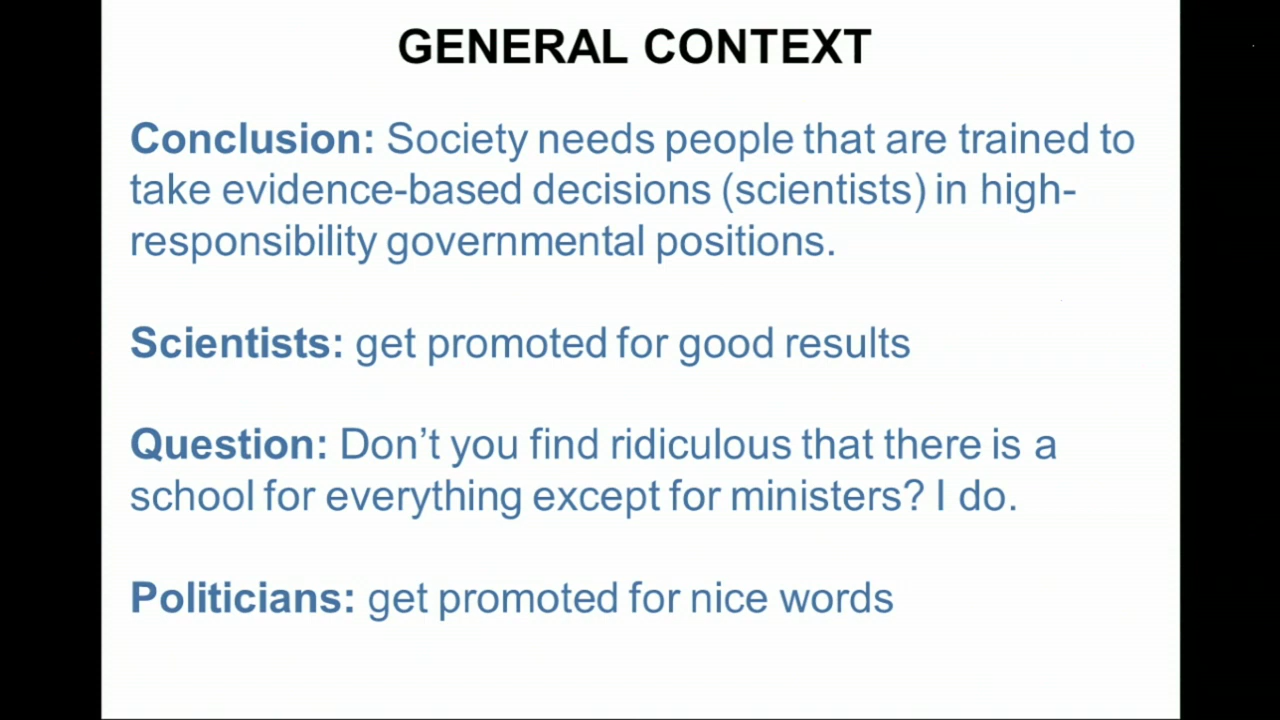 GENERAL CONTEXT
Conclusion: Society needs people that are trained to
take evidence-based decisions (scientists) in high-
responsibility governmental positions.
Scientists: get promoted for good results
Question: Don’t you find ridiculous that there is a
school for everything except for ministers? I do.
Politicians: get promoted for nice words